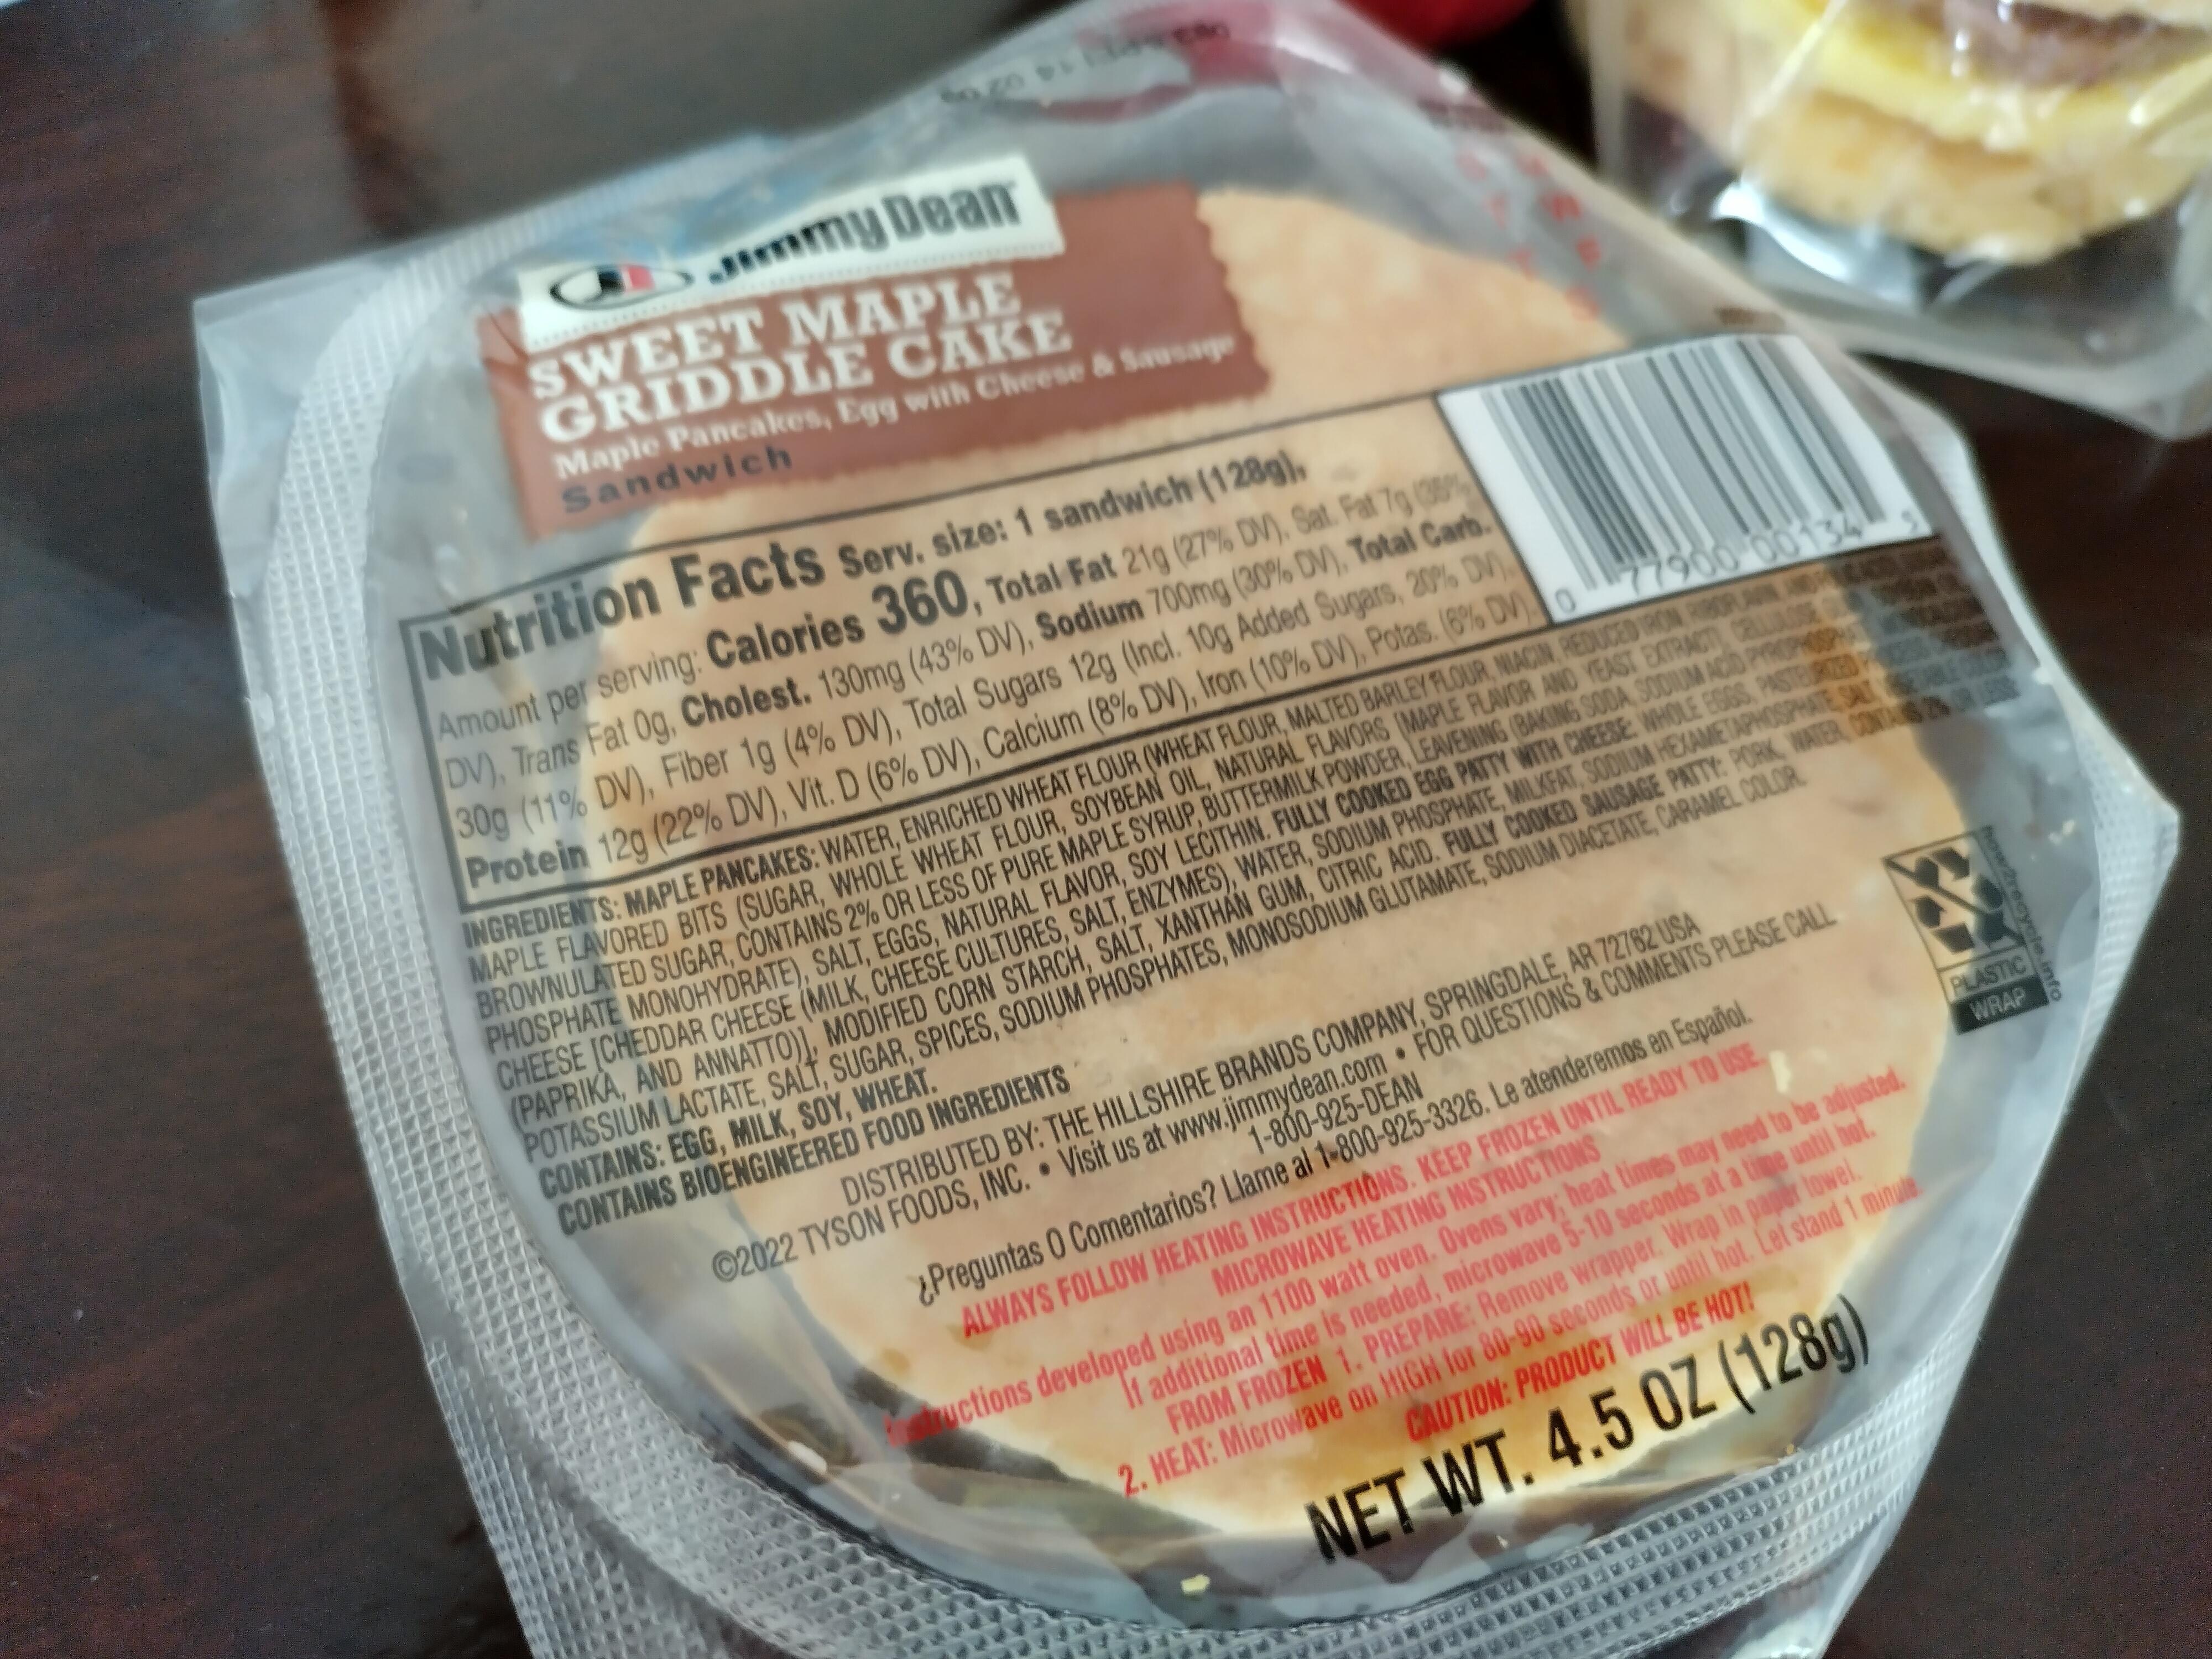 Jimmy Dean
SWEET MAPLE
GRIDDLE CAKE
Maple Pancakes, Egg with Cheese & Sausage
Sandwich
Nutrition Facts Serv. size: 1 sandwich (128g),
Amount per serving: Calories 360, Total Fat 21g (27% DV), Sat. Fat 7g (35%
DV), Trans Fat 0g, Cholest. 130mg (43% DV), Sodium 700mg (30% DV), Total Carb.
30g (11% DV), Fiber 1g (4% DV), Total Sugars 12g (Incl. 10g Added Sugars, 20% DV),
Protein 12g (22% DV), Vit. D (6% DV), Calcium (8% DV), Iron (10% DV), Potas. (6% DV).
0 77900 00134 5
INGREDIENTS: MAPLE PANCAKES: WATER, ENRICHED WHEAT FLOUR (WHEAT FLOUR, MALTED BARLEY FLOUR, NIACIN, REDUCED IRON, RIBOFLAVIN, AND
MAPLE FLAVORED BITS (SUGAR, WHOLE WHEAT FLOUR, SOYBEAN OIL, NATURAL FLAVORS [MAPLE FLAVOR AND YEAST EXTRACT], CELLULOSE
BROWNULATED SUGAR, CONTAINS 2% OR LESS OF PURE MAPLE SYRUP, BUTTERMILK POWDER, LEAVENING (BAKING SODA, SODIUM ACID PYROPHOSPHATE,
PHOSPHATE MONOHYDRATE), SALT, EGGS, NATURAL FLAVOR, SOY LECITHIN. FULLY COOKED EGG PATTY WITH CHEESE: WHOLE EGGS, PASTEURIZED
CHEESE [CHEDDAR CHEESE (MILK, CHEESE CULTURES, SALT, ENZYMES), WATER, SODIUM PHOSPHATE, MILKFAT, SODIUM HEXAMETAPHOSPHATE, SALT,
(PAPRIKA, AND ANNATTO)], MODIFIED CORN STARCH, SALT, XANTHAN GUM, CITRIC ACID. FULLY COOKED SAUSAGE PATTY: PORK, WATER, CONTAINS 2% OR LESS:
POTASSIUM LACTATE, SALT, SUGAR, SPICES, SODIUM PHOSPHATES, MONOSODIUM GLUTAMATE, SODIUM DIACETATE, CARAMEL COLOR.
CONTAINS: EGG, MILK, SOY, WHEAT.
CONTAINS BIOENGINEERED FOOD INGREDIENTS
DISTRIBUTED BY: THE HILLSHIRE BRANDS COMPANY, SPRINGDALE, AR 72762 USA
©2022 TYSON FOODS, INC. • Visit us at www.jimmydean.com • FOR QUESTIONS & COMMENTS PLEASE CALL
1-800-925-DEAN
¿Preguntas O Comentarios? Llame al 1-800-925-3326. Le atenderemos en Español.
how2recycle.info
PLASTIC
WRAP
ALWAYS FOLLOW HEATING INSTRUCTIONS. KEEP FROZEN UNTIL READY TO USE.
MICROWAVE HEATING INSTRUCTIONS
Instructions developed using an 1100 watt oven. Ovens vary; heat times may need to be adjusted.
If additional time is needed, microwave 5-10 seconds at a time until hot.
FROM FROZEN 1. PREPARE: Remove wrapper. Wrap in paper towel.
2. HEAT: Microwave on HIGH for 80-90 seconds or until hot. Let stand 1 minute.
CAUTION: PRODUCT WILL BE HOT!
NET WT. 4.5 OZ (128g)